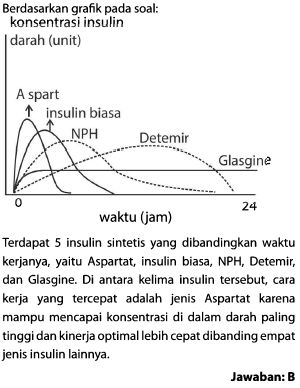 Berdasarkan grafik pada soal:
konsentrasi insulin
darah (unit)
A spart
insulin biasa
NPH
Detemir
Glasgine
0
24
waktu (jam)
Terdapat 5 insulin sintetis yang dibandingkan waktu
kerjanya, yaitu Aspartat, insulin biasa, NPH, Detemir,
dan Glasgine. Di antara kelima insulin tersebut, cara
kerja yang tercepat adalah jenis Aspartat karena
mampu mencapai konsentrasi di dalam darah paling
tinggi dan kinerja optimal lebih cepat dibanding empat
jenis insulin lainnya.
Jawaban: B